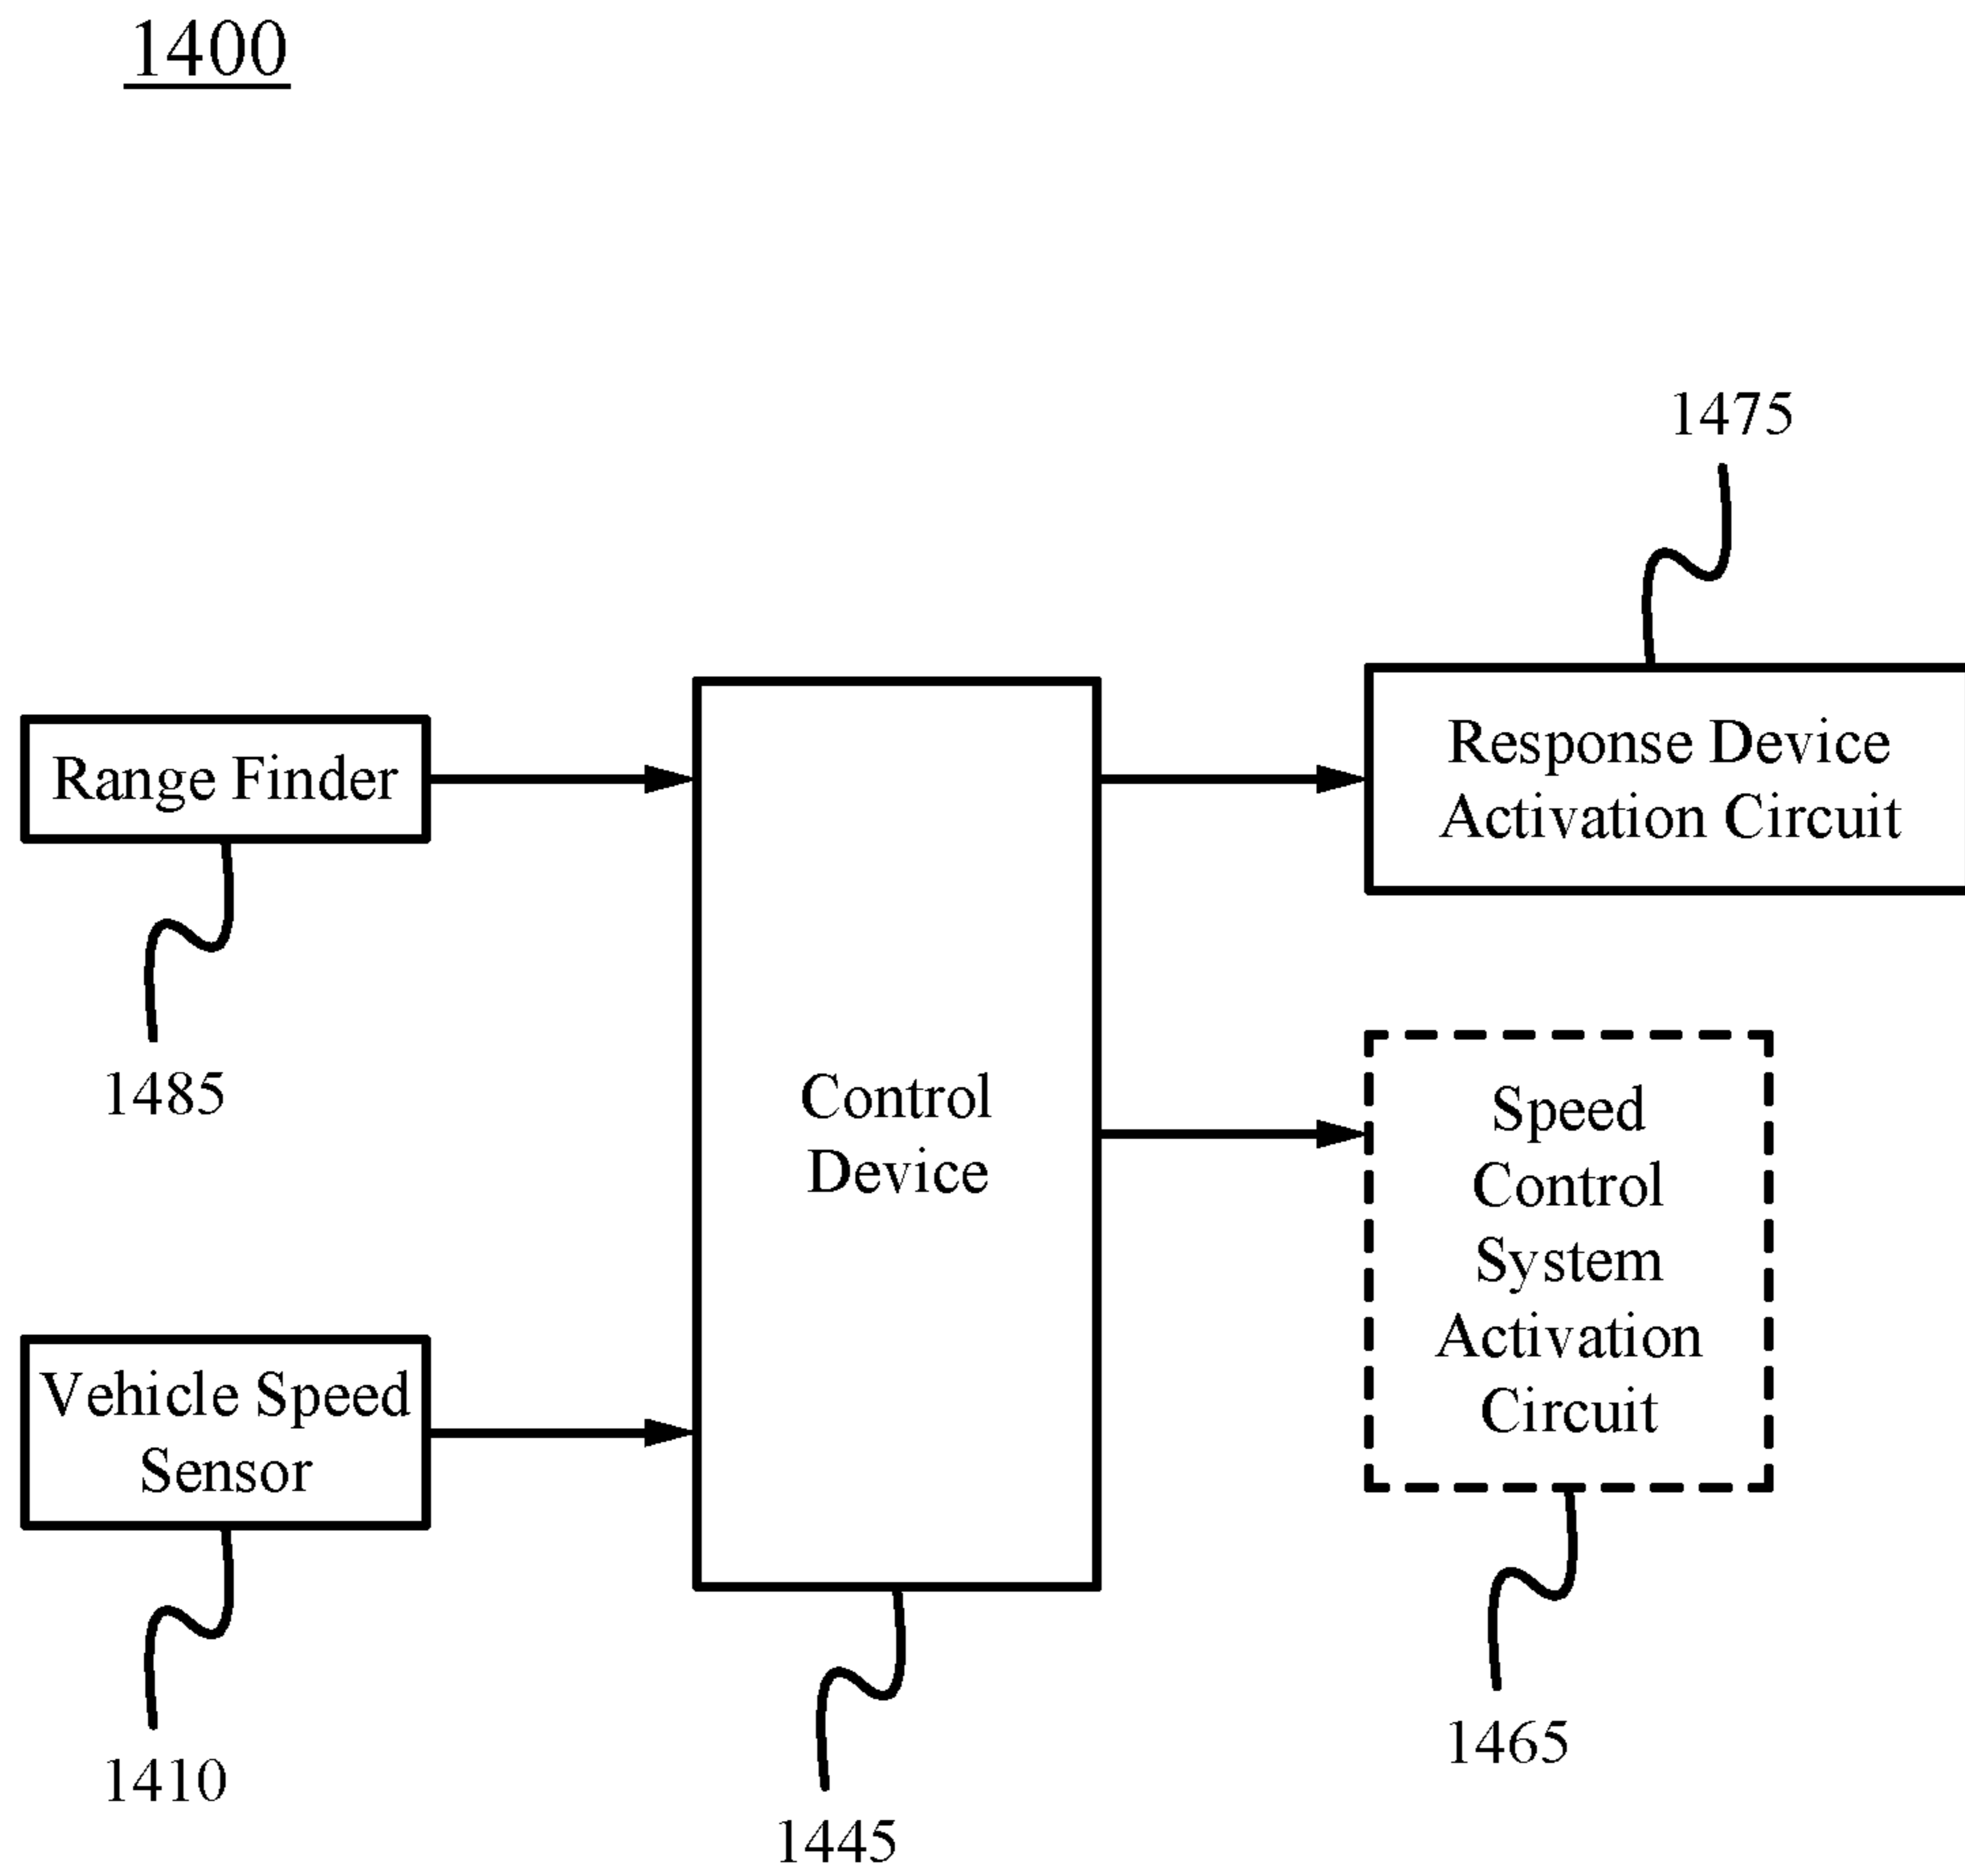 1400
1475
Range Finder
Response Device
Activation Circuit
1485
Control
Device
Speed
Control
System
Activation
Circuit
Vehicle Speed
Sensor
1410
1445
1465